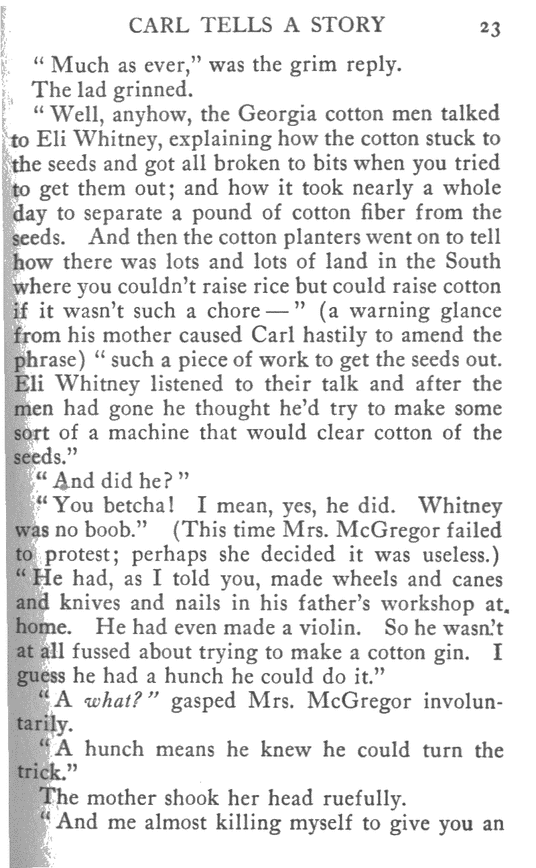 CARL TELLS A STORY 23
“ Much as ever,” was the grim reply.
The lad grinned.
“ Well, anyhow, the Georgia cotton men talked
to Eli Whitney, explaining how the cotton stuck to
the seeds and got all broken to bits when you tried
to get them out; and how it took nearly a whole
day to separate a pound of cotton fiber from the
seeds. And then the cotton planters went on to tell
how there was lots and lots of land in the South
where you couldn’t raise rice but could raise cotton
if it wasn’t such a chore — ” (a warning glance
from his mother caused Carl hastily to amend the
phrase) “ such a piece of work to get the seeds out.
Eli Whitney listened to their talk and after the
men had gone he thought he’d try to make some
sort of a machine that would clear cotton of the
seeds.”
“ And did he? ”
“ You betcha! I mean, yes, he did. Whitney
was no boob.” (This time Mrs. McGregor failed
to protest; perhaps she decided it was useless.)
“ He had, as I told you, made wheels and canes
and knives and nails in his father’s workshop at
home. He had even made a violin. So he wasn’t
at all fussed about trying to make a cotton gin. I
guess he had a hunch he could do it.”
“ A what? ” gasped Mrs. McGregor involun-
tarily.
“ A hunch means he knew he could turn the
trick.”
The mother shook her head ruefully.
“ And me almost killing myself to give you an